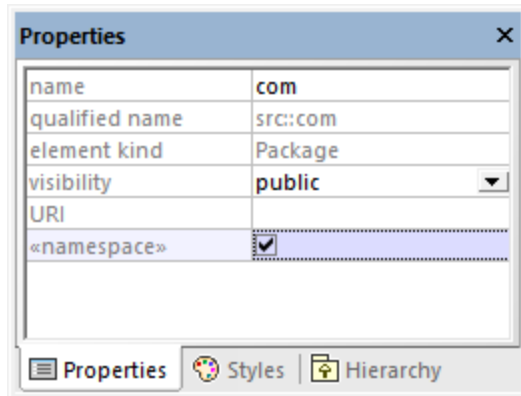 Properties
name com
qualified name src::com
element kind Package
visibility public
URI
«namespace»
Properties Styles Hierarchy